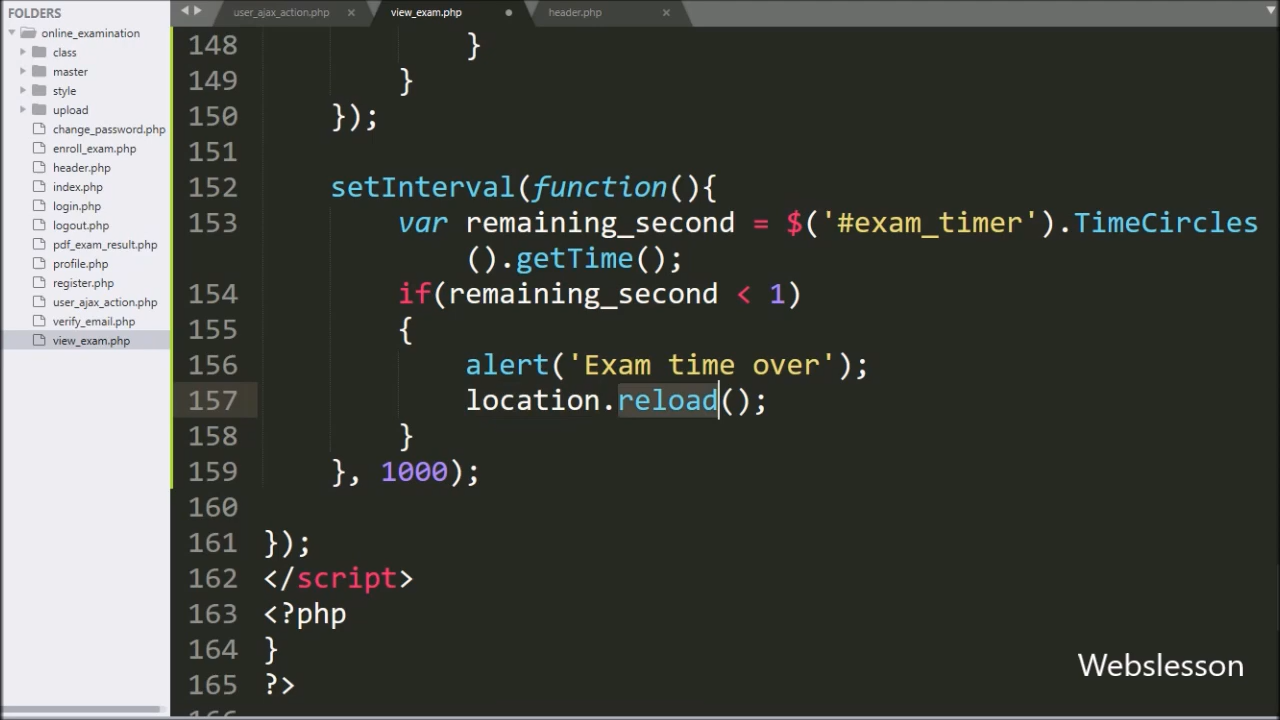 FOLDERS
online_examination
class
master
style
upload
change_password.php
enroll_exam.php
header.php
index.php
login.php
logout.php
pdf_exam_result.php
profile.php
register.php
user_ajax_action.php
verify_email.php
view_exam.php
user_ajax_action.php × view_exam.php header.php ×
148 }
149 }
150 });
151
152 setInterval(function(){
153 var remaining_second = $('#exam_timer').TimeCircles
().getTime();
154 if(remaining_second < 1)
155 {
156 alert('Exam time over');
157 location.reload();
158 }
159 }, 1000);
160
161 });
162 </script>
163 <?php
164 }
165 ?>
Webslesson